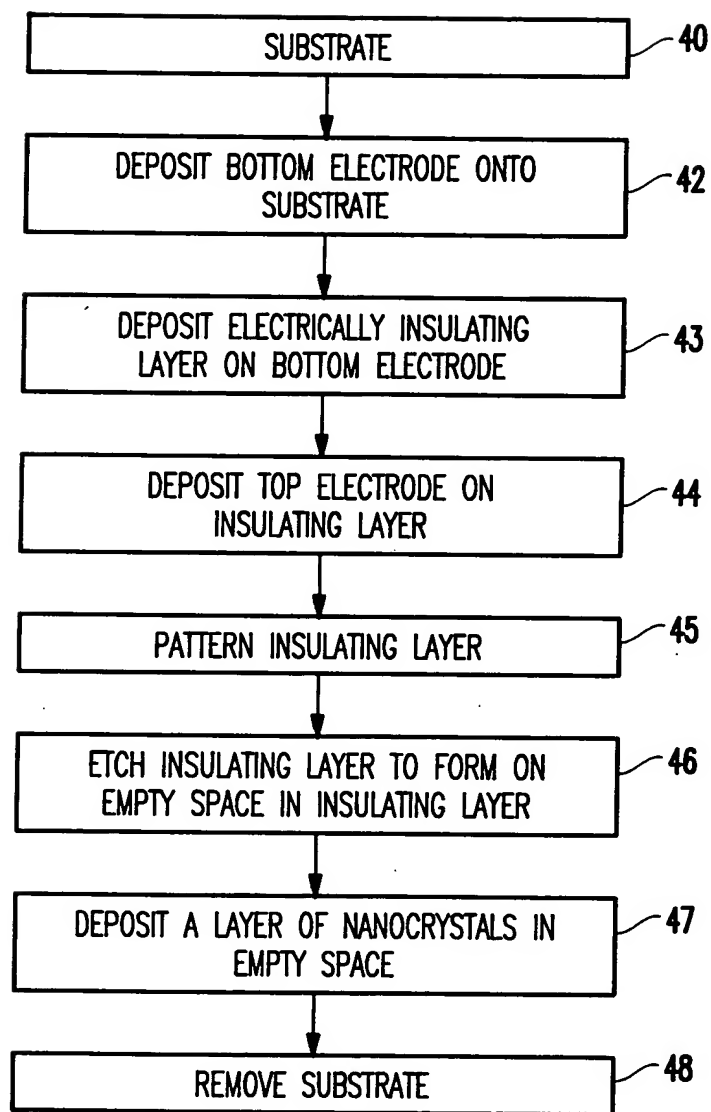 SUBSTRATE
40
DEPOSIT BOTTOM ELECTRODE ONTO
SUBSTRATE
42
DEPOSIT ELECTRICALLY INSULATING
LAYER ON BOTTOM ELECTRODE
43
DEPOSIT TOP ELECTRODE ON
INSULATING LAYER
44
PATTERN INSULATING LAYER
45
ETCH INSULATING LAYER TO FORM ON
EMPTY SPACE IN INSULATING LAYER
46
DEPOSIT A LAYER OF NANOCRYSTALS IN
EMPTY SPACE
47
REMOVE SUBSTRATE
48